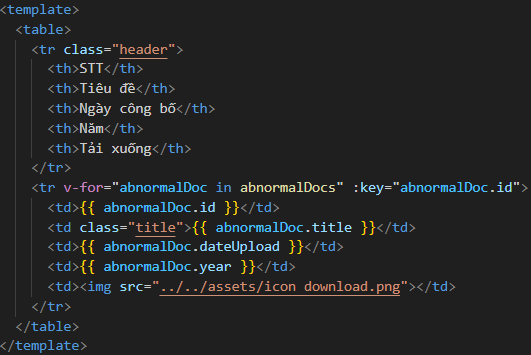 <template>
<table>
<tr class="header">
<th>STT</th>
<th>Tiêu đề</th>
<th>Ngày công bố</th>
<th>Năm</th>
<th>Tải xuống</th>
</tr>
<tr v-for="abnormalDoc in abnormalDocs" :key="abnormalDoc.id">
<td>{{ abnormalDoc.id }}</td>
<td class="title">{{ abnormalDoc.title }}</td>
<td>{{ abnormalDoc.dateUpload }}</td>
<td>{{ abnormalDoc.year }}</td>
<td><img src="../../assets/icon download.png"></td>
</tr>
</table>
</template>